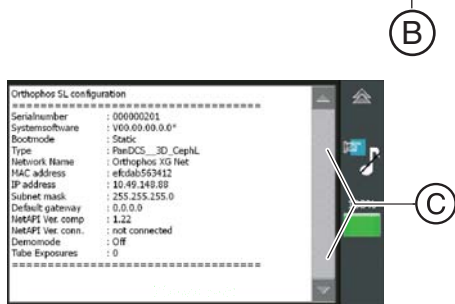 B
Orthophos SL configuration
====================================
Serialnumber : 000000201
Systemsoftware : V00.00.00.0.0*
Bootmode : Static
Type : PanDCS__3D_CephL
Network Name : Orthophos XG Net
MAC address : efcdab563412
IP address : 10.49.148.88
Subnet mask : 255.255.255.0
Default gateway : 0.0.0.0
NetAPI Ver. comp : 1.22
NetAPI Ver. conn. : not connected
Demomode : Off
Tube Exposures : 0
====================================
C